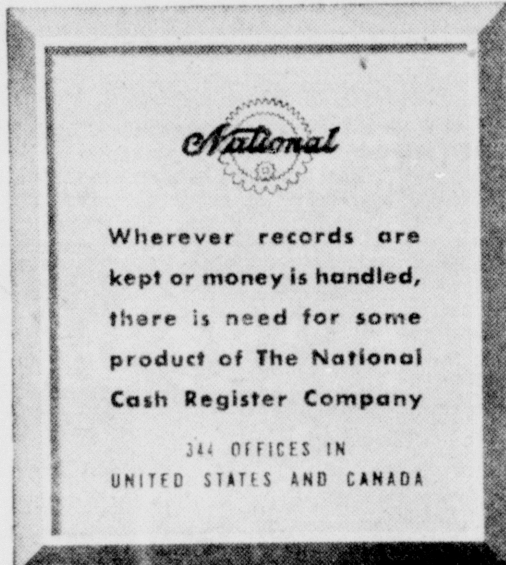 National
Wherever records are
kept or money is handled,
there is need for some
product of The National
Cash Register Company
344 OFFICES IN
UNITED STATES AND CANADA